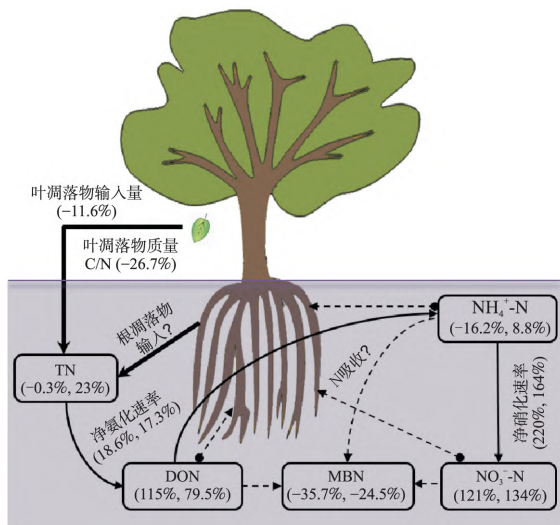 叶凋落物输入量
(−11.6%)
叶凋落物质量
C/N (−26.7%)
根凋落物
输入?
NH₄⁺-N
(−16.2%, 8.8%)
TN
(−0.3%, 23%)
N吸收?
净硝化速率
(220%, 164%)
净氨化速率
(18.6%, 17.3%)
DON
(115%, 79.5%)
MBN
(−35.7%, −24.5%)
NO₃⁻-N
(121%, 134%)